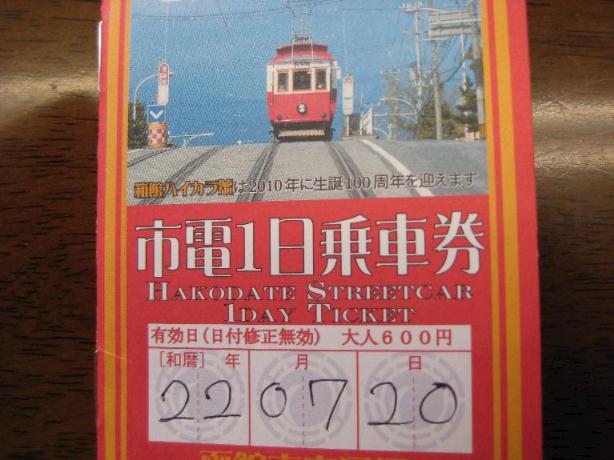 箱館ハイカラ號は2010年に生誕100周年を迎えます
市電1日乗車券
HAKODATE STREETCAR
1DAY TICKET
有効日(日付修正無効) 大人600円
[和暦] 年 月 日
22 07 20